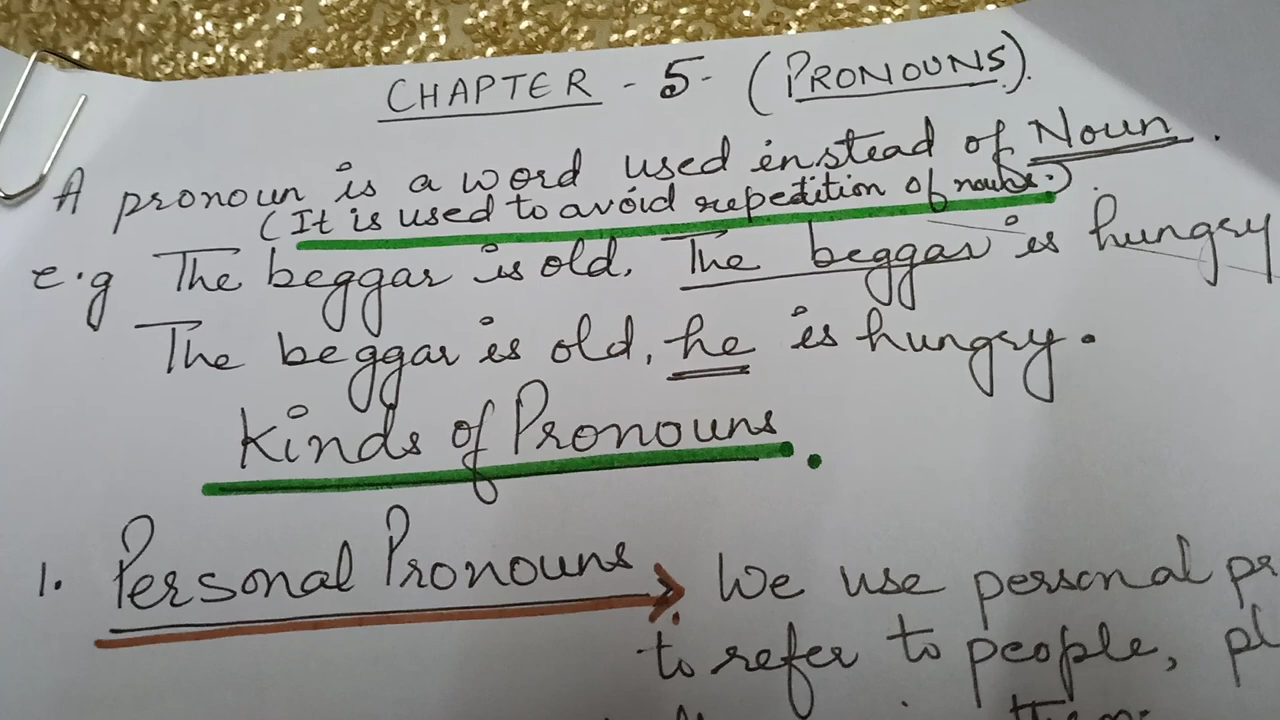 CHAPTER - 5 - (PRONOUNS).
A pronoun is a word used instead of Noun.
(It is used to avoid repetition of nouns.).
e.g The beggar is old. The beggar is hungry
The beggar is old, he is hungry.
Kinds of Pronouns.
1. Personal Pronouns → We use personal
to refer to people,